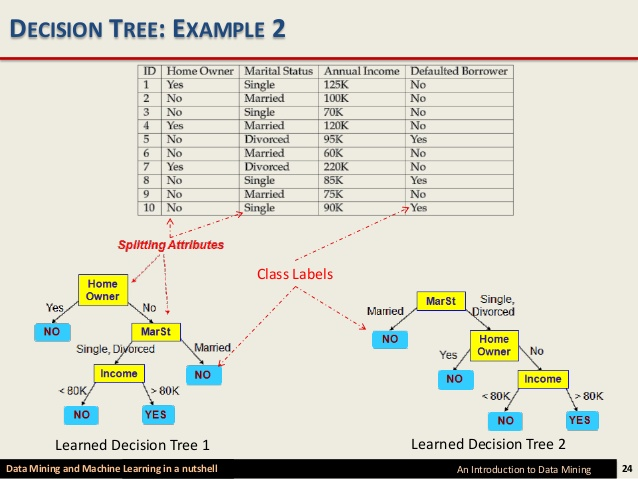 DECISION TREE: EXAMPLE 2
ID Home Owner Marital Status Annual Income Defaulted Borrower
1 Yes Single 125K No
2 No Married 100K No
3 No Single 70K No
4 Yes Married 120K No
5 No Divorced 95K Yes
6 No Married 60K No
7 Yes Divorced 220K No
8 No Single 85K Yes
9 No Married 75K No
10 No Single 90K Yes
Splitting Attributes
Class Labels
Home
Owner
Yes No
NO MarSt
Single, Divorced Married
Income NO
< 80K > 80K
NO YES
Learned Decision Tree 1
MarSt
Married Single,
Divorced
NO Home
Owner
Yes No
NO Income
< 80K > 80K
NO YES
Learned Decision Tree 2
Data Mining and Machine Learning in a nutshell An Introduction to Data Mining 24